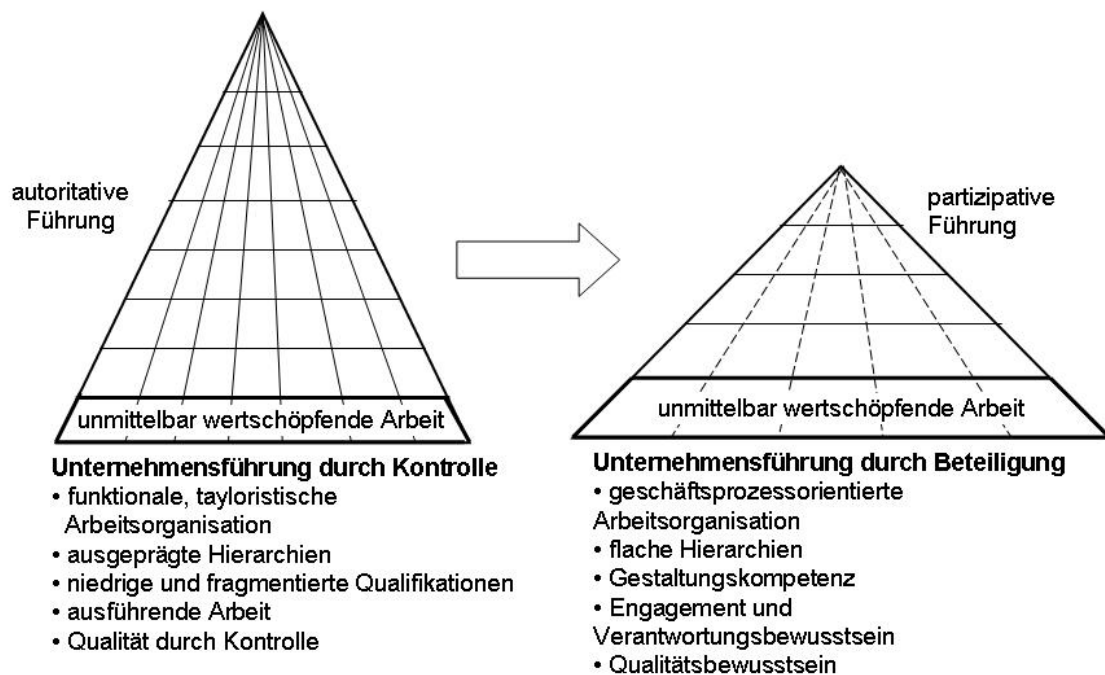 autoritative
Führung
unmittelbar wertschöpfende Arbeit
Unternehmensführung durch Kontrolle
• funktionale, tayloristische
Arbeitsorganisation
• ausgeprägte Hierarchien
• niedrige und fragmentierte Qualifikationen
• ausführende Arbeit
• Qualität durch Kontrolle
partizipative
Führung
unmittelbar wertschöpfende Arbeit
Unternehmensführung durch Beteiligung
• geschäftsprozessorientierte
Arbeitsorganisation
• flache Hierarchien
• Gestaltungskompetenz
• Engagement und
Verantwortungsbewusstsein
• Qualitätsbewusstsein